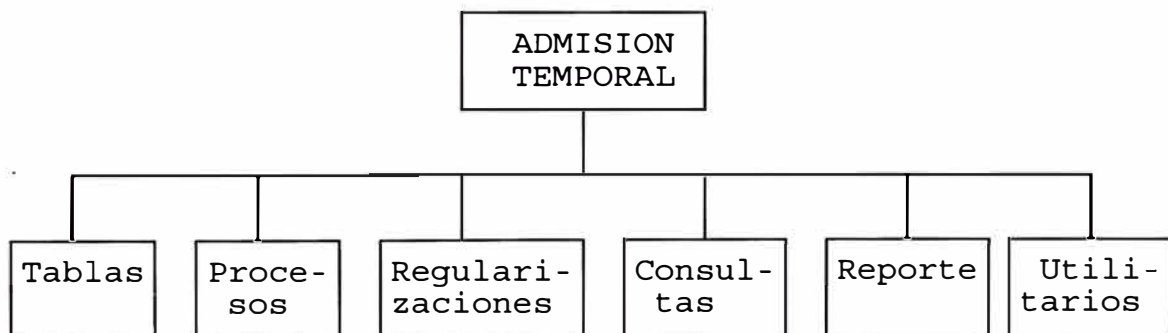 ADMISION
TEMPORAL
Tablas
Proce-
sos
Regulari-
zaciones
Consul-
tas
Reporte
Utili-
tarios